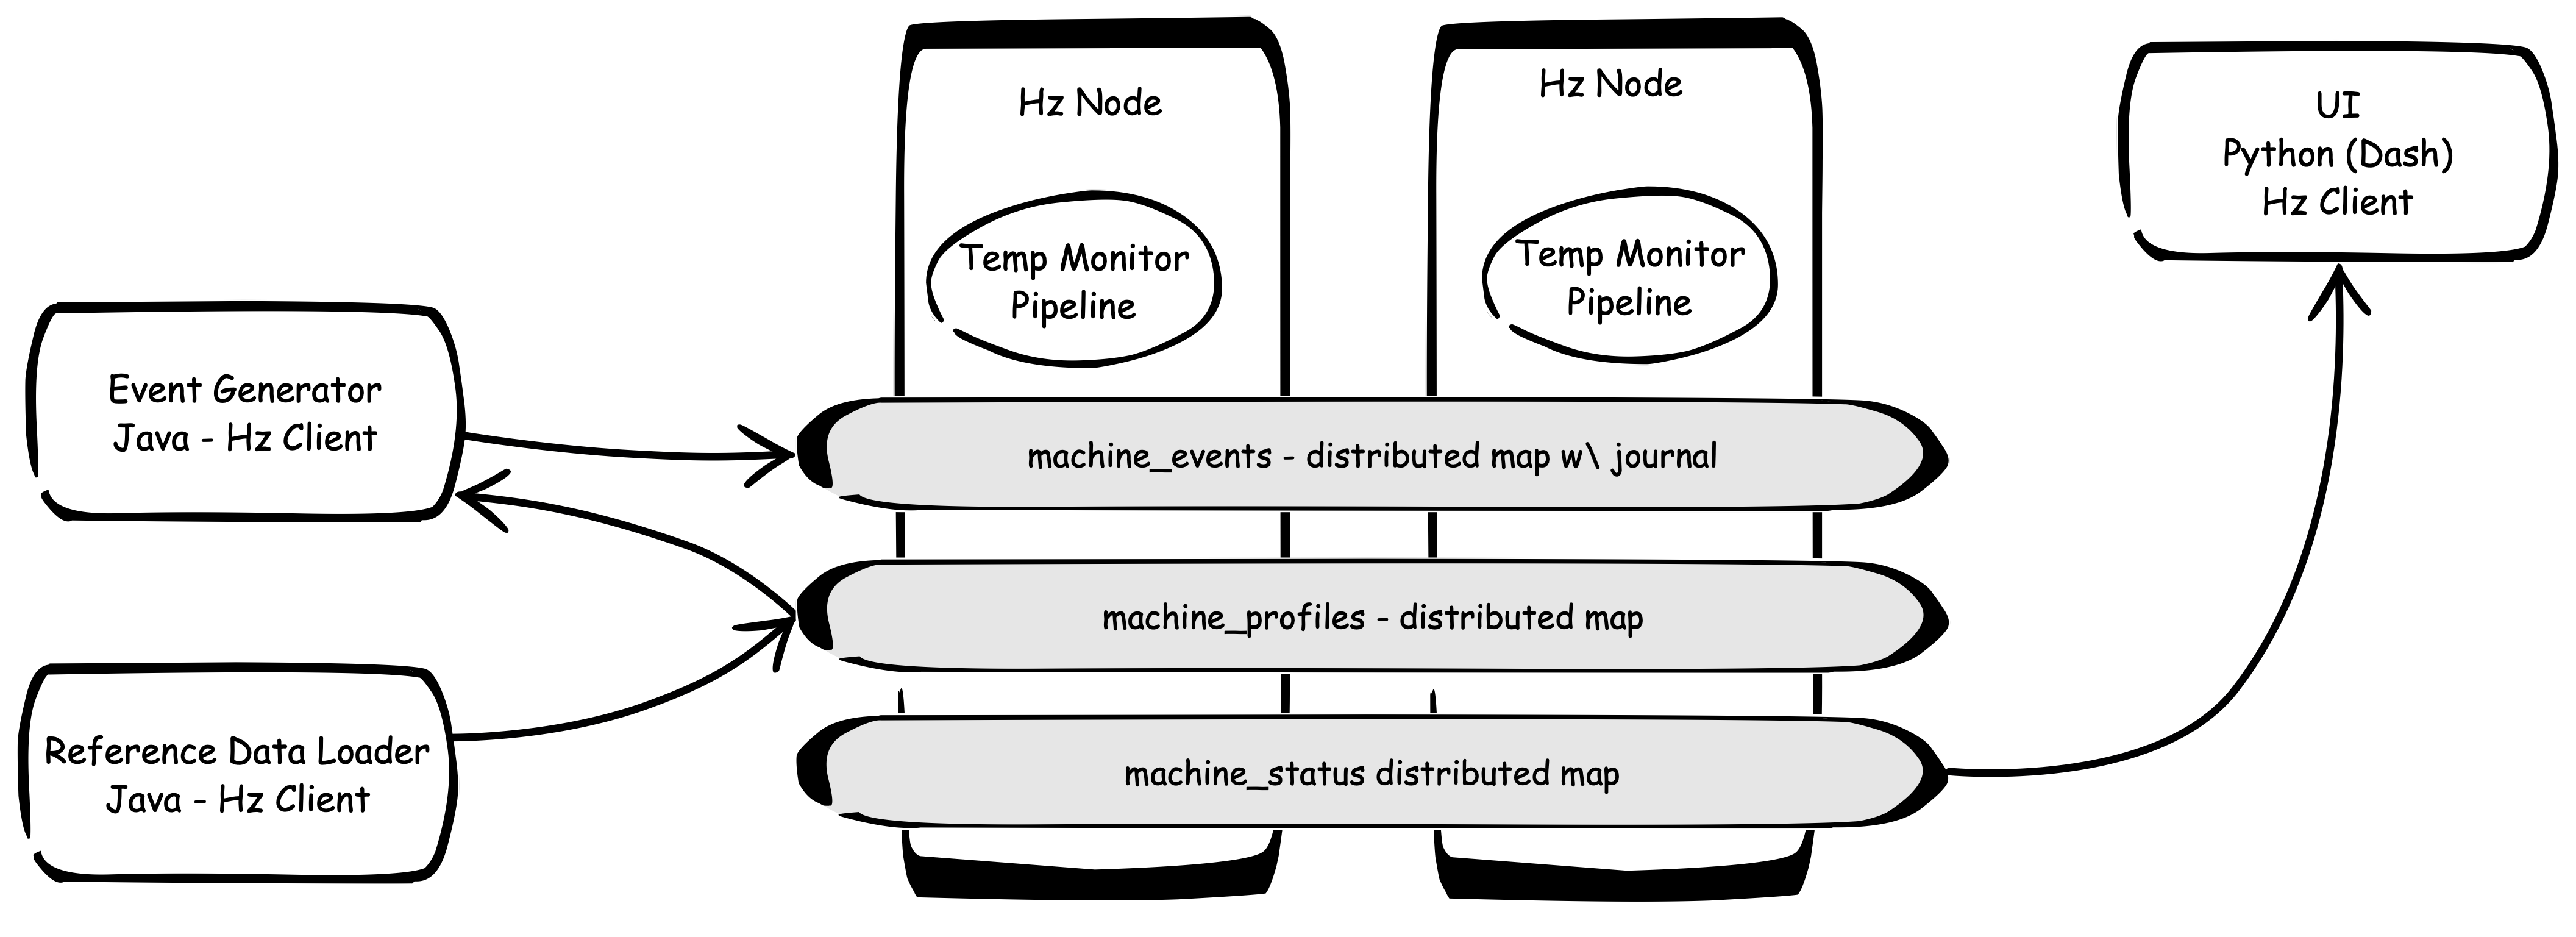 Hz Node
Hz Node
UI
Python (Dash)
Hz Client
Temp Monitor
Pipeline
Temp Monitor
Pipeline
Event Generator
Java - Hz Client
machine_events - distributed map w\ journal
machine_profiles - distributed map
Reference Data Loader
Java - Hz Client
machine_status distributed map